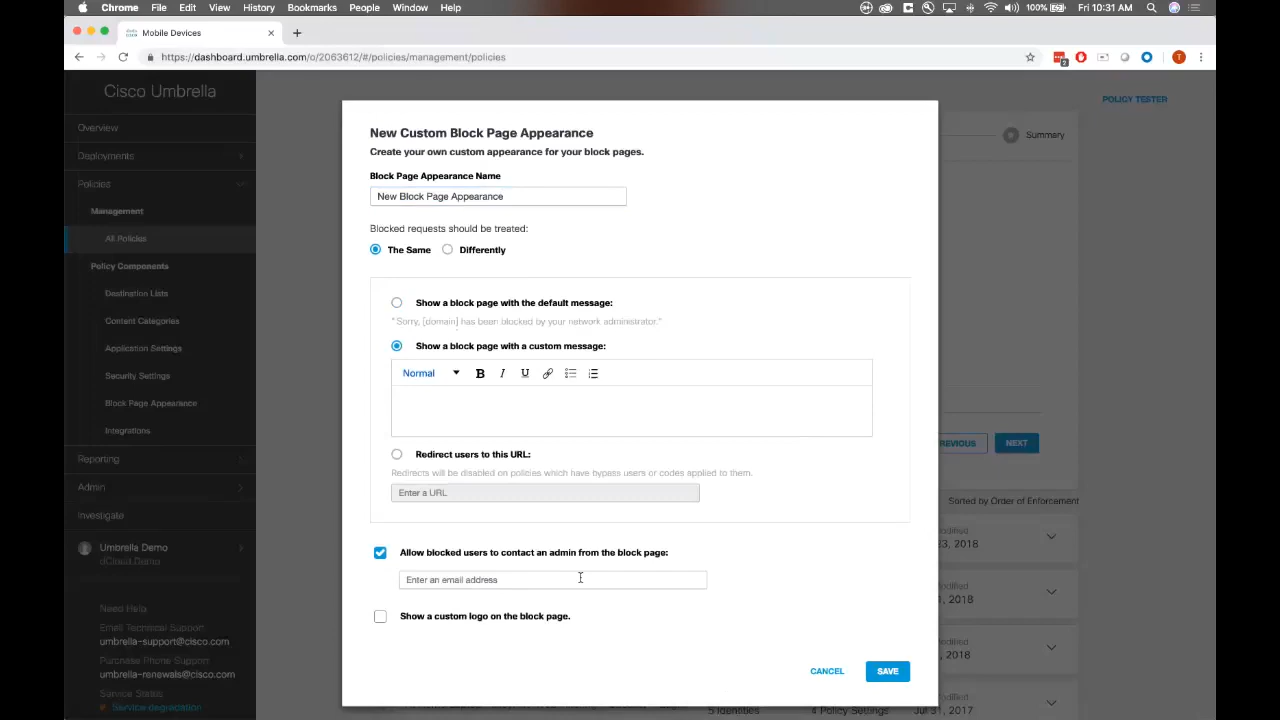 Chrome File Edit View History Bookmarks People Window Help 100% Fri 10:31 AM
Mobile Devices
https://dashboard.umbrella.com/o/2063612/#/policies/management/policies
2
T
Cisco Umbrella
Overview
Deployments
Policies
Management
All Policies
Policy Components
Destination Lists
Content Categories
Application Settings
Security Settings
Block Page Appearance
Integrations
Reporting
Admin
Investigate
Umbrella Demo
dCloud Demo
Need Help
Email Technical Support
umbrella-support@cisco.com
Purchase Phone Support
umbrella-renewals@cisco.com
Service Status
Service degradation
New Custom Block Page Appearance
Create your own custom appearance for your block pages.
Block Page Appearance Name
New Block Page Appearance
Blocked requests should be treated:
The Same Differently
Show a block page with the default message:
"Sorry, [domain] has been blocked by your network administrator."
Show a block page with a custom message:
Normal B I U
Redirect users to this URL:
Redirects will be disabled on policies which have bypass users or codes applied to them.
Enter a URL
Allow blocked users to contact an admin from the block page:
Enter an email address
Show a custom logo on the block page.
CANCEL SAVE
POLICY TESTER
Summary
NEXT
Sorted by Order of Enforcement
2018
2018
2018
5 Identities 4 Policy Settings Jul 31, 2017